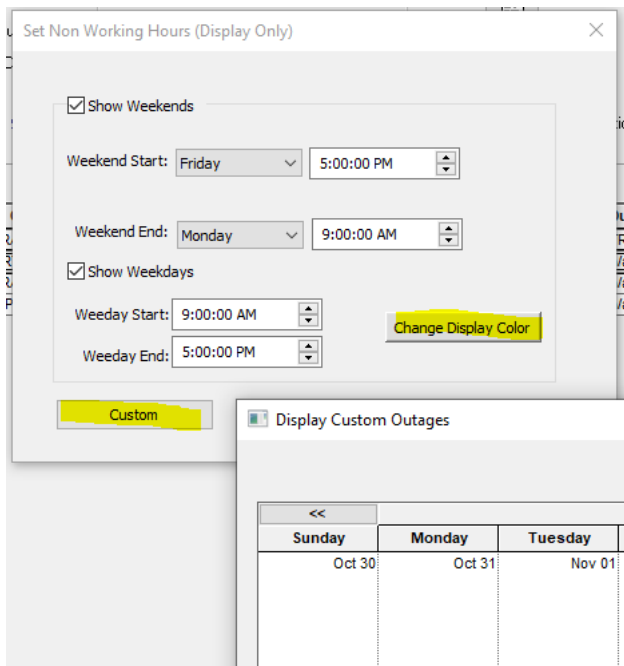 Set Non Working Hours (Display Only)
Show Weekends
Weekend Start: Friday 5:00:00 PM
Weekend End: Monday 9:00:00 AM
Show Weekdays
Weeday Start: 9:00:00 AM
Change Display Color
Weeday End: 5:00:00 PM
Custom
Display Custom Outages
<<
Sunday Monday Tuesday
Oct 30 Oct 31 Nov 01